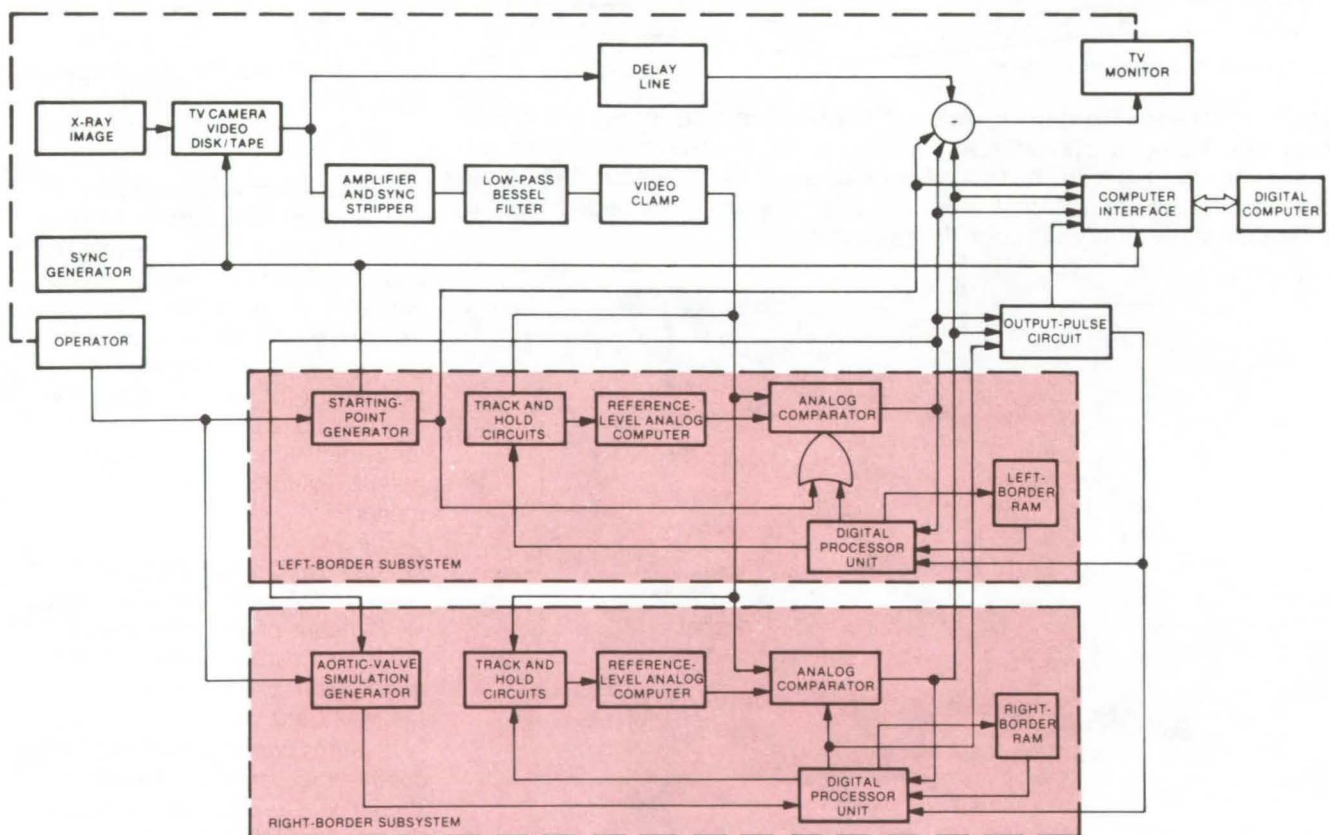 TV
MONITOR
DELAY
LINE
X-RAY
IMAGE
TV CAMERA
VIDEO
DISK/TAPE
AMPLIFIER
AND SYNC
STRIPPER
LOW-PASS
BESSEL
FILTER
VIDEO
CLAMP
COMPUTER
INTERFACE
DIGITAL
COMPUTER
SYNC
GENERATOR
OPERATOR
OUTPUT-PULSE
CIRCUIT
STARTING-
POINT
GENERATOR
TRACK AND
HOLD
CIRCUITS
REFERENCE-
LEVEL ANALOG
COMPUTER
ANALOG
COMPARATOR
LEFT-
BORDER
RAM
DIGITAL
PROCESSOR
UNIT
LEFT-BORDER SUBSYSTEM
AORTIC-VALVE
SIMULATION
GENERATOR
TRACK AND
HOLD
CIRCUITS
REFERENCE-
LEVEL ANALOG
COMPUTER
ANALOG
COMPARATOR
RIGHT-
BORDER
RAM
DIGITAL
PROCESSOR
UNIT
RIGHT-BORDER SUBSYSTEM